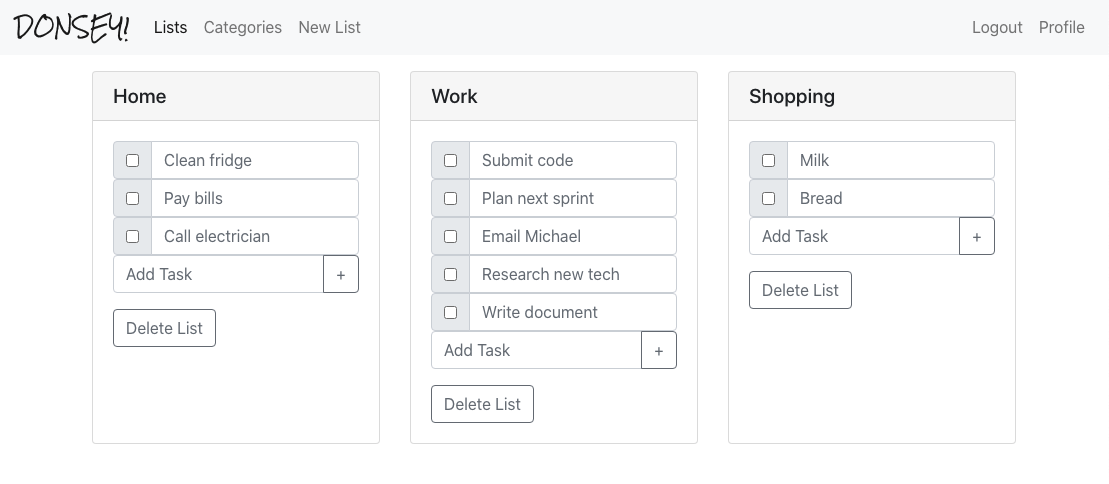 DONSEY! Lists Categories New List Logout Profile
Home
Clean fridge
Pay bills
Call electrician
Add Task +
Delete List
Work
Submit code
Plan next sprint
Email Michael
Research new tech
Write document
Add Task +
Delete List
Shopping
Milk
Bread
Add Task +
Delete List